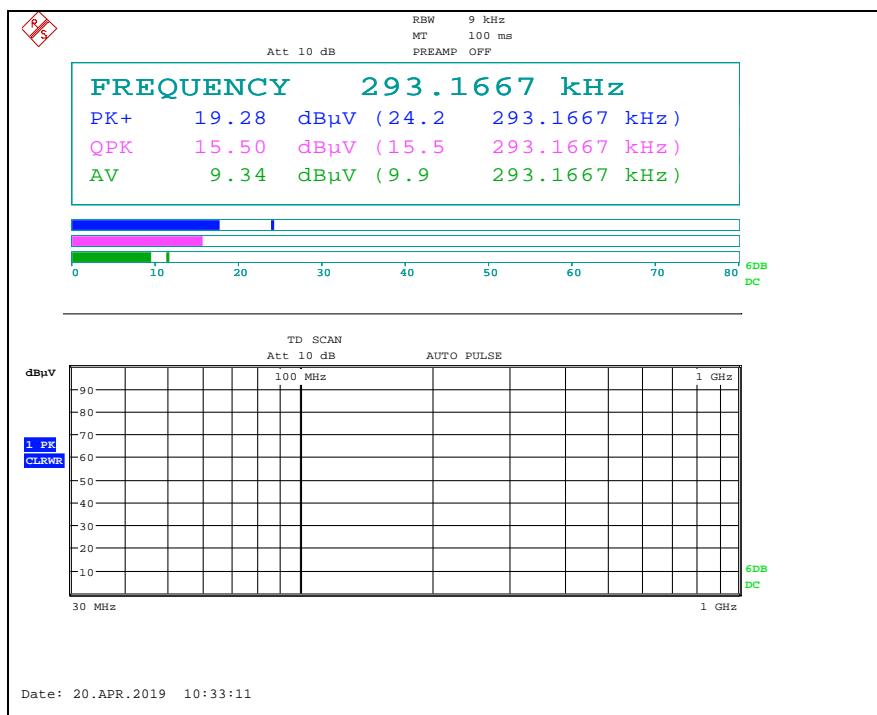 R S
RBW 9 kHz
MT 100 ms
Att 10 dB PREAMP OFF
FREQUENCY 293.1667 kHz
PK+ 19.28 dBµV (24.2 293.1667 kHz)
QPK 15.50 dBµV (15.5 293.1667 kHz)
AV 9.34 dBµV (9.9 293.1667 kHz)
0 10 20 30 40 50 60 70 80
6DB
DC
TD SCAN
Att 10 dB AUTO PULSE
dBµV
100 MHz 1 GHz
90
80
70
1 PK
CLRWR
60
50
40
30
20
10
6DB
DC
30 MHz 1 GHz
Date: 20.APR.2019 10:33:11